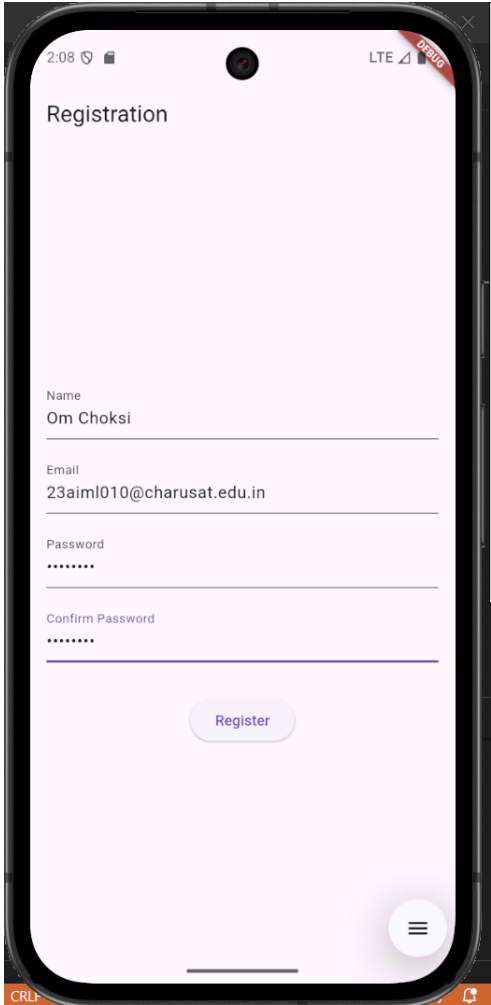 2:08 LTE
DEBUG
Registration
Name
Om Choksi
Email
23aiml010@charusat.edu.in
Password
••••••••
Confirm Password
••••••••
Register
CRLF